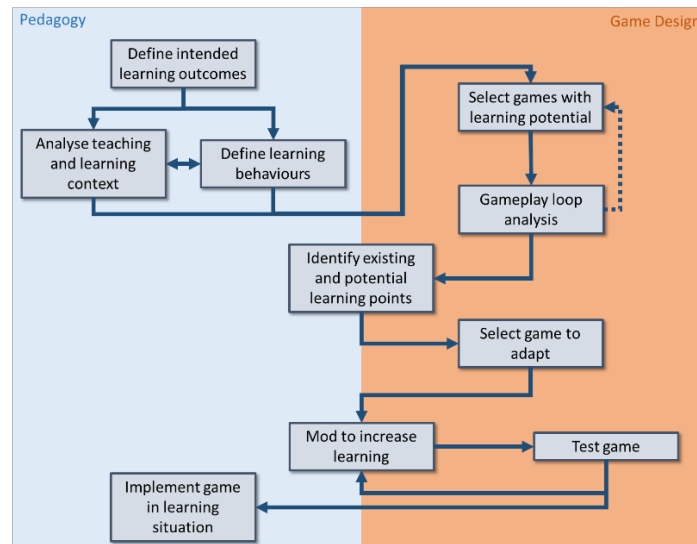 Pedagogy
Game Design
Define intended
learning outcomes
Analyse teaching
and learning
context
Define learning
behaviours
Select games with
learning potential
Gameplay loop
analysis
Identify existing
and potential
learning points
Select game to
adapt
Mod to increase
learning
Test game
Implement game
in learning
situation